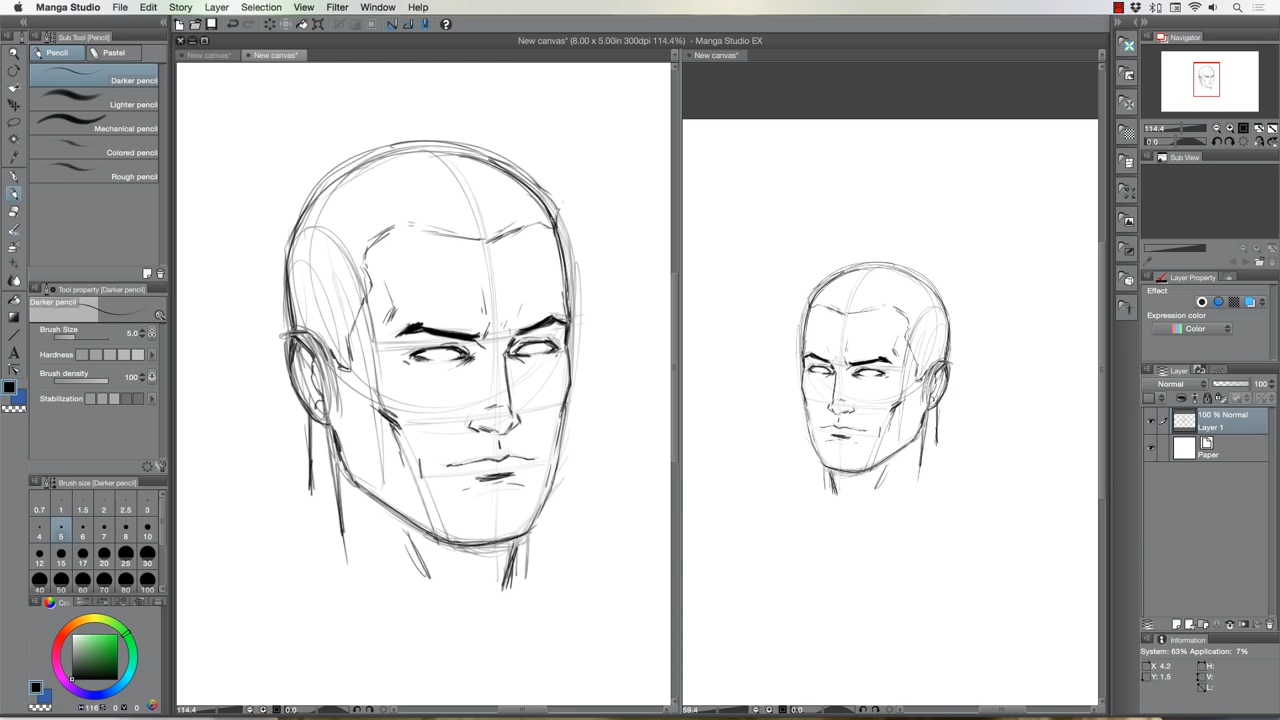 Manga Studio File Edit Story Layer Selection View Filter Window Help
Sub Tool [Pencil]
New canvas* (8.00 x 5.00in 300dpi 114.4%) - Manga Studio EX
Navigator
Pencil Pastel
New canvas* New canvas* New canvas*
Darker pencil
Lighter pencil
Mechanical pencil
Colored pencil
Rough pencil
114.4
0.0
Sub View
Tool property [Darker pencil]
Darker pencil
Brush Size 5.0
Hardness
Brush density 100
Stabilization
Layer Property
Effect
Expression color
Color
Layer
Normal 100
100 % Normal
Layer 1
Paper
Brush size [Darker pencil]
0.7 1 1.5 2 2.5 3
4 5 6 7 8 10
12 15 17 20 25 30
40 50 60 70 80 100
Col
H 116 S 0 V 0
114.4 0.0
59.4 0.0
Information
System: 63% Application: 7%
X 4.2 H:
Y: 1.5 V:
L: